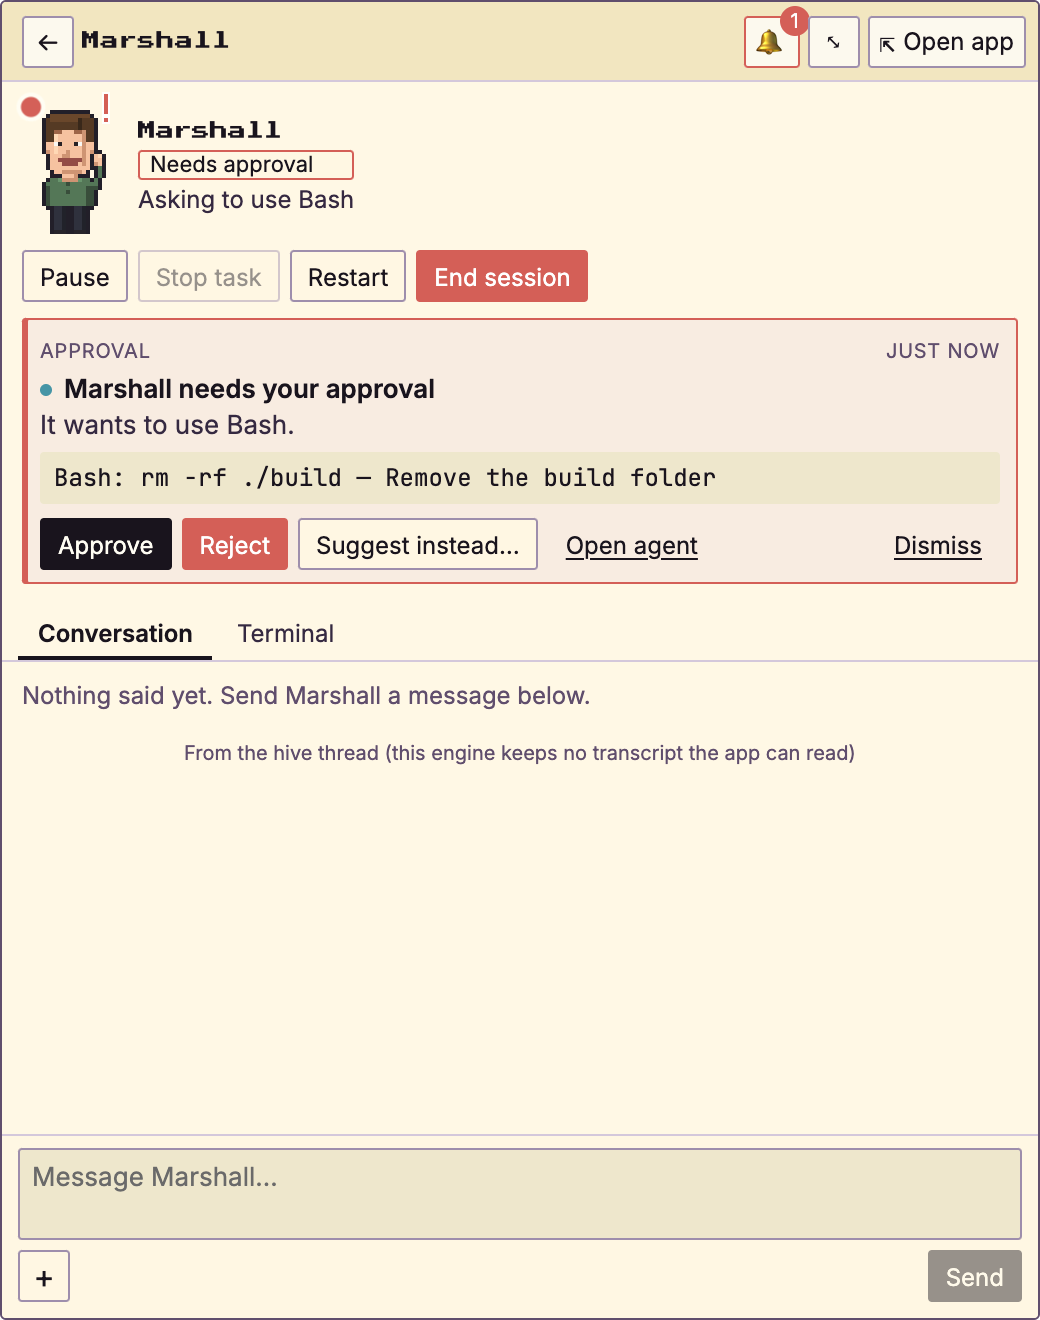 ← Marshall 1 Open app
Marshall
Needs approval
Asking to use Bash
Pause Stop task Restart End session
APPROVAL JUST NOW
Marshall needs your approval
It wants to use Bash.
Bash: rm -rf ./build — Remove the build folder
Approve Reject Suggest instead... Open agent Dismiss
Conversation Terminal
Nothing said yet. Send Marshall a message below.
From the hive thread (this engine keeps no transcript the app can read)
Message Marshall...
+ Send